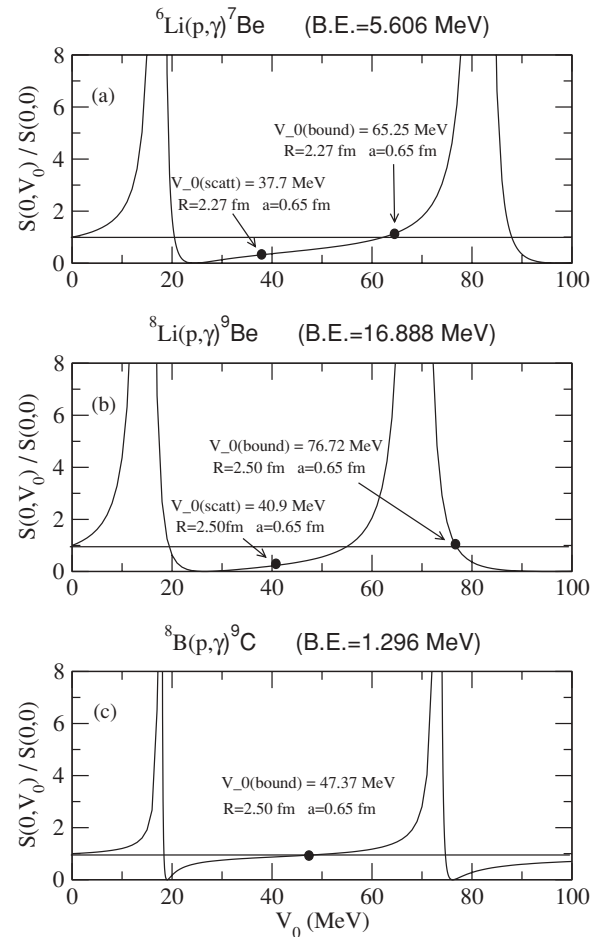 ⁶Li(p,γ)⁷Be (B.E.=5.606 MeV)
8
6
4
2
0
S(0,V₀) / S(0,0)
(a)
V_0(bound) = 65.25 MeV
R=2.27 fm a=0.65 fm
V_0(scatt) = 37.7 MeV
R=2.27 fm a=0.65 fm
0 20 40 60 80 100
⁸Li(p,γ)⁹Be (B.E.=16.888 MeV)
8
6
4
2
0
S(0,V₀) / S(0,0)
(b)
V_0(bound) = 76.72 MeV
R=2.50 fm a=0.65 fm
V_0(scatt) = 40.9 MeV
R=2.50fm a=0.65 fm
0 20 40 60 80 100
⁸B(p,γ)⁹C (B.E.=1.296 MeV)
8
6
4
2
0
S(0,V₀) / S(0,0)
(c)
V_0(bound) = 47.37 MeV
R=2.50 fm a=0.65 fm
0 20 40 60 80 100
V₀ (MeV)